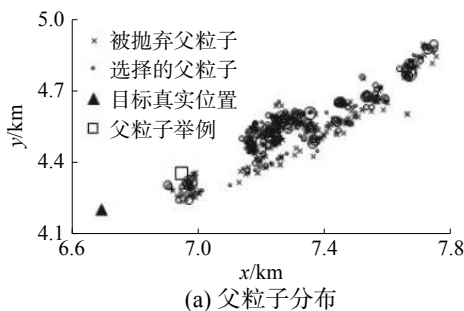 5.0
× 被抛弃父粒子
• 选择的父粒子
4.7
▲ 目标真实位置
□ 父粒子举例
y/km
4.4
4.1
6.6 7.0 7.4 7.8
x/km
(a) 父粒子分布